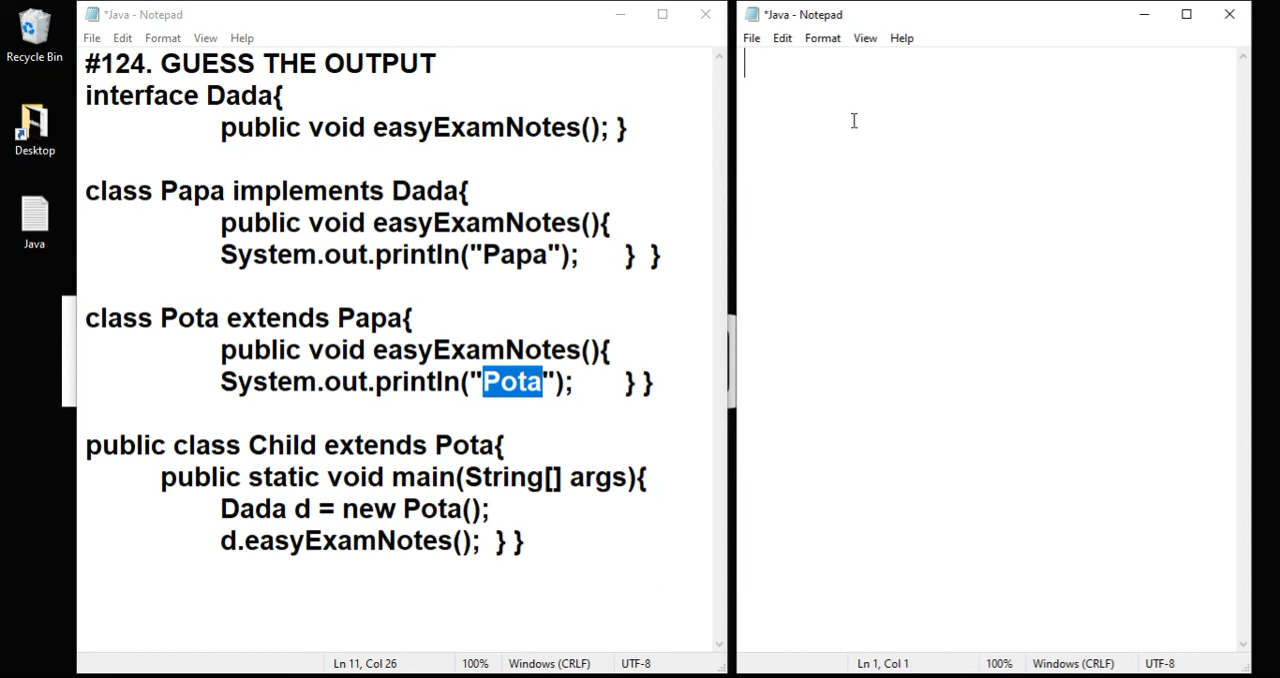 Recycle Bin
Desktop
Java
*Java - Notepad
File Edit Format View Help
#124. GUESS THE OUTPUT
interface Dada{
public void easyExamNotes(); }
class Papa implements Dada{
public void easyExamNotes(){
System.out.println("Papa"); } }
class Pota extends Papa{
public void easyExamNotes(){
System.out.println("Pota"); } }
public class Child extends Pota{
public static void main(String[] args){
Dada d = new Pota();
d.easyExamNotes(); } }
Ln 11, Col 26 100% Windows (CRLF) UTF-8
*Java - Notepad
File Edit Format View Help
Ln 1, Col 1 100% Windows (CRLF) UTF-8